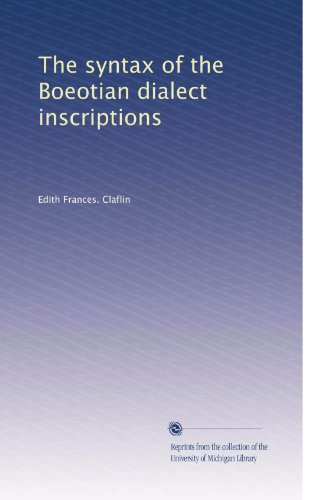 The syntax of the
Boeotian dialect
inscriptions
Edith Frances. Claflin
Reprints from the collection of the
University of Michigan Library